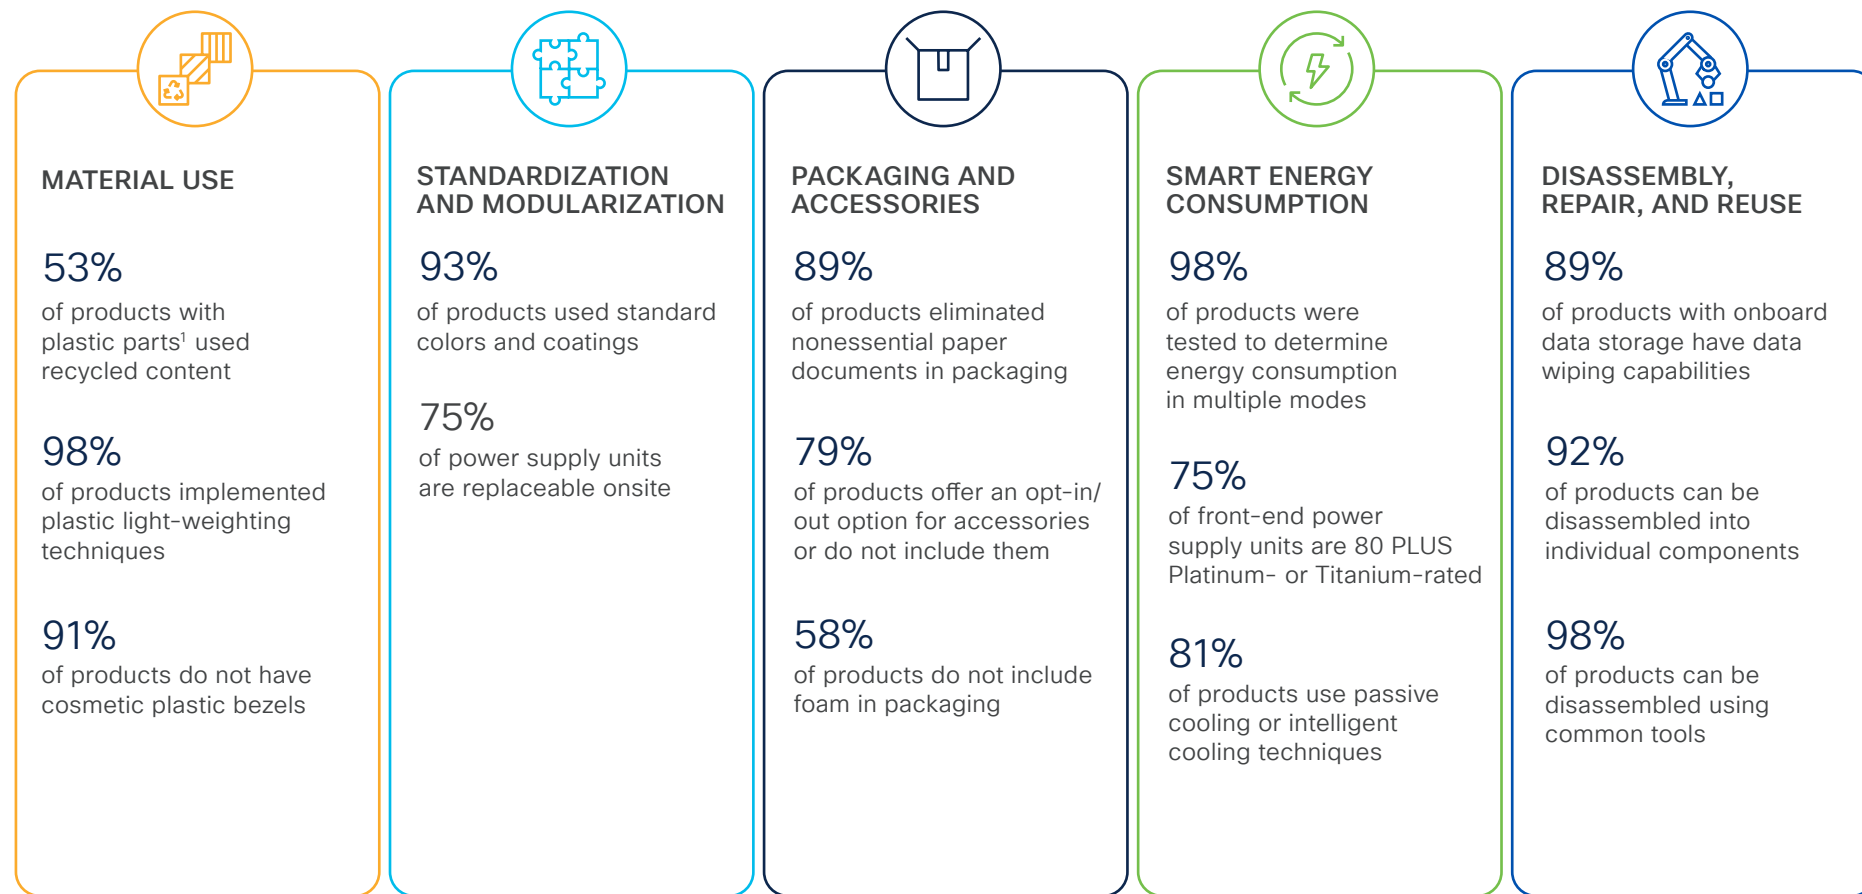 MATERIAL USE
53%
of products with
plastic parts¹ used
recycled content
98%
of products implemented
plastic light-weighting
techniques
91%
of products do not have
cosmetic plastic bezels
STANDARDIZATION
AND MODULARIZATION
93%
of products used standard
colors and coatings
75%
of power supply units
are replaceable onsite
PACKAGING AND
ACCESSORIES
89%
of products eliminated
nonessential paper
documents in packaging
79%
of products offer an opt-in/
out option for accessories
or do not include them
58%
of products do not include
foam in packaging
SMART ENERGY
CONSUMPTION
98%
of products were
tested to determine
energy consumption
in multiple modes
75%
of front-end power
supply units are 80 PLUS
Platinum- or Titanium-rated
81%
of products use passive
cooling or intelligent
cooling techniques
DISASSEMBLY,
REPAIR, AND REUSE
89%
of products with onboard
data storage have data
wiping capabilities
92%
of products can be
disassembled into
individual components
98%
of products can be
disassembled using
common tools